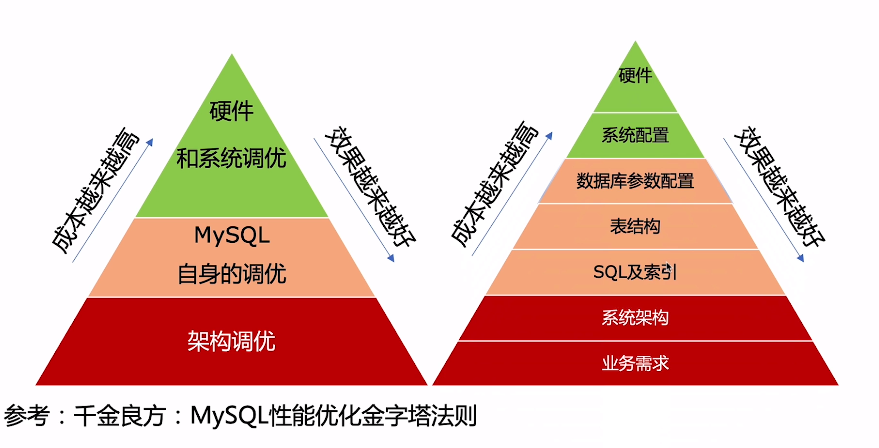 硬件
和系统调优
MySQL
自身的调优
架构调优
成本越来越高
效果越来越好
硬件
系统配置
数据库参数配置
表结构
SQL及索引
系统架构
业务需求
成本越来越高
效果越来越好
参考：千金良方：MySQL性能优化金字塔法则